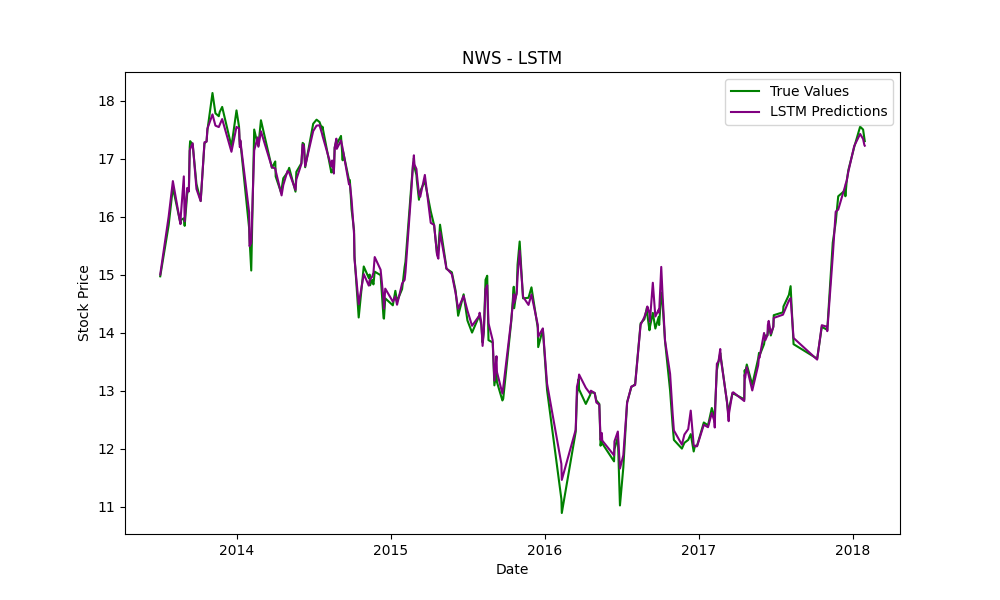 NWS - LSTM
True Values
LSTM Predictions
Stock Price
18
17
16
15
14
13
12
11
2014
2015
2016
2017
2018
Date